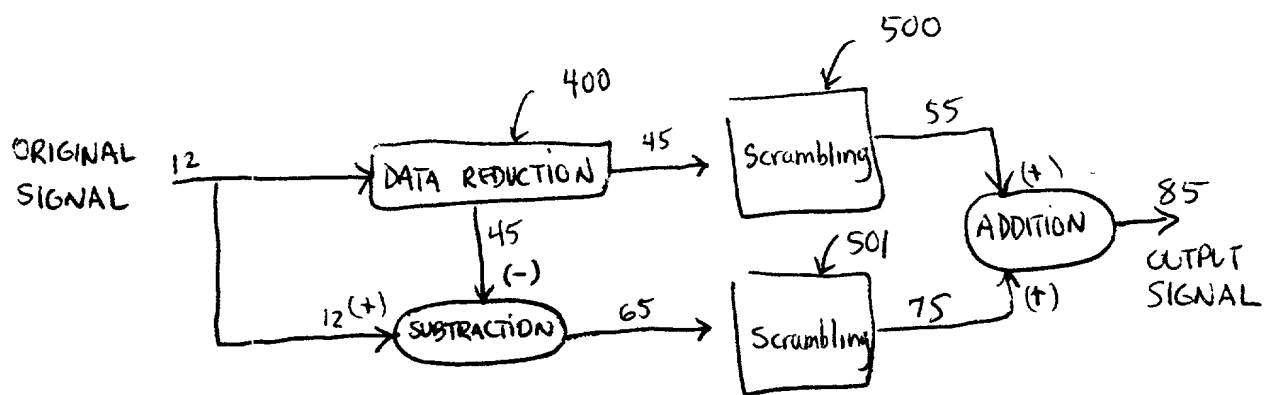 500
400
55
ORIGINAL
SIGNAL
12
DATA REDUCTION
45
Scrambling
(+)
85
ADDITION
45
(-)
501
OUTPUT
SIGNAL
12 (+)
SUBTRACTION
65
Scrambling
75
(+)